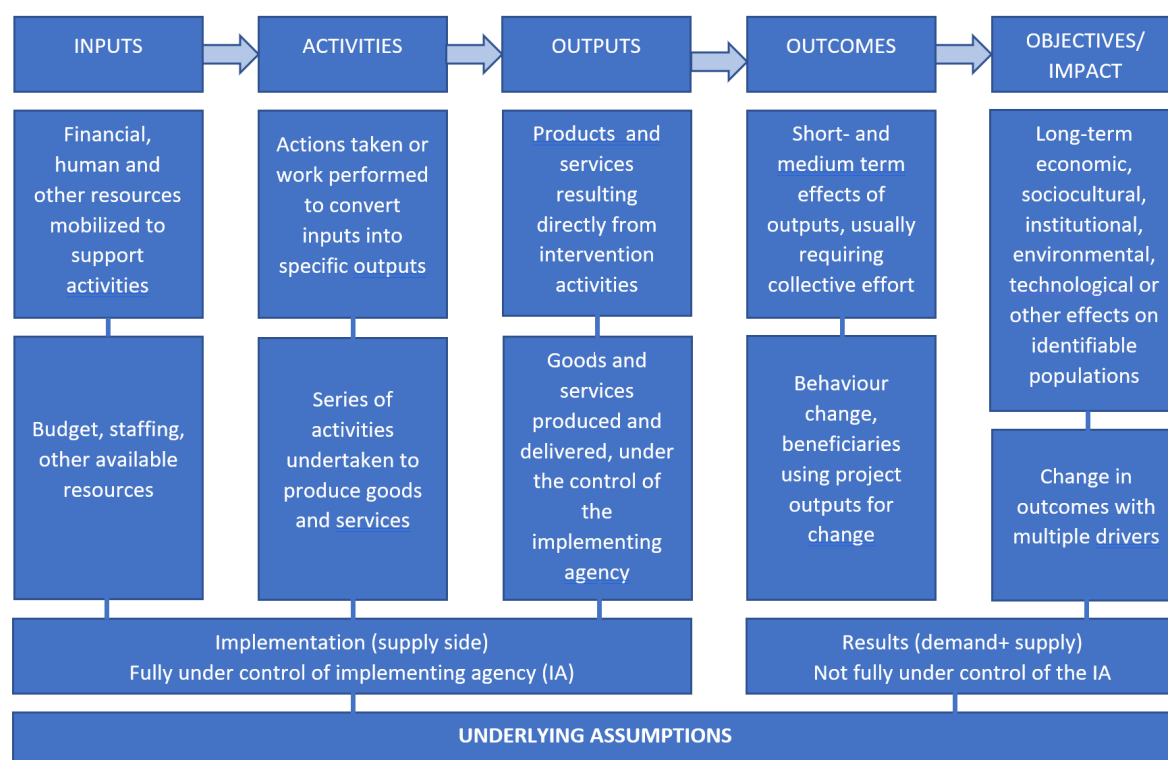 INPUTS
ACTIVITIES
OUTPUTS
OUTCOMES
OBJECTIVES/
IMPACT
Financial,
human and
other resources
mobilized to
support
activities
Actions taken or
work performed
to convert
inputs into
specific outputs
Products and
services
resulting
directly from
intervention
activities
Short- and
medium term
effects of
outputs, usually
requiring
collective effort
Long-term
economic,
sociocultural,
institutional,
environmental,
technological or
other effects on
identifiable
populations
Budget, staffing,
other available
resources
Series of
activities
undertaken to
produce goods
and services
Goods and
services
produced and
delivered, under
the control of
the
implementing
agency
Behaviour
change,
beneficiaries
using project
outputs for
change
Change in
outcomes with
multiple drivers
Implementation (supply side)
Fully under control of implementing agency (IA)
Results (demand+ supply)
Not fully under control of the IA
UNDERLYING ASSUMPTIONS